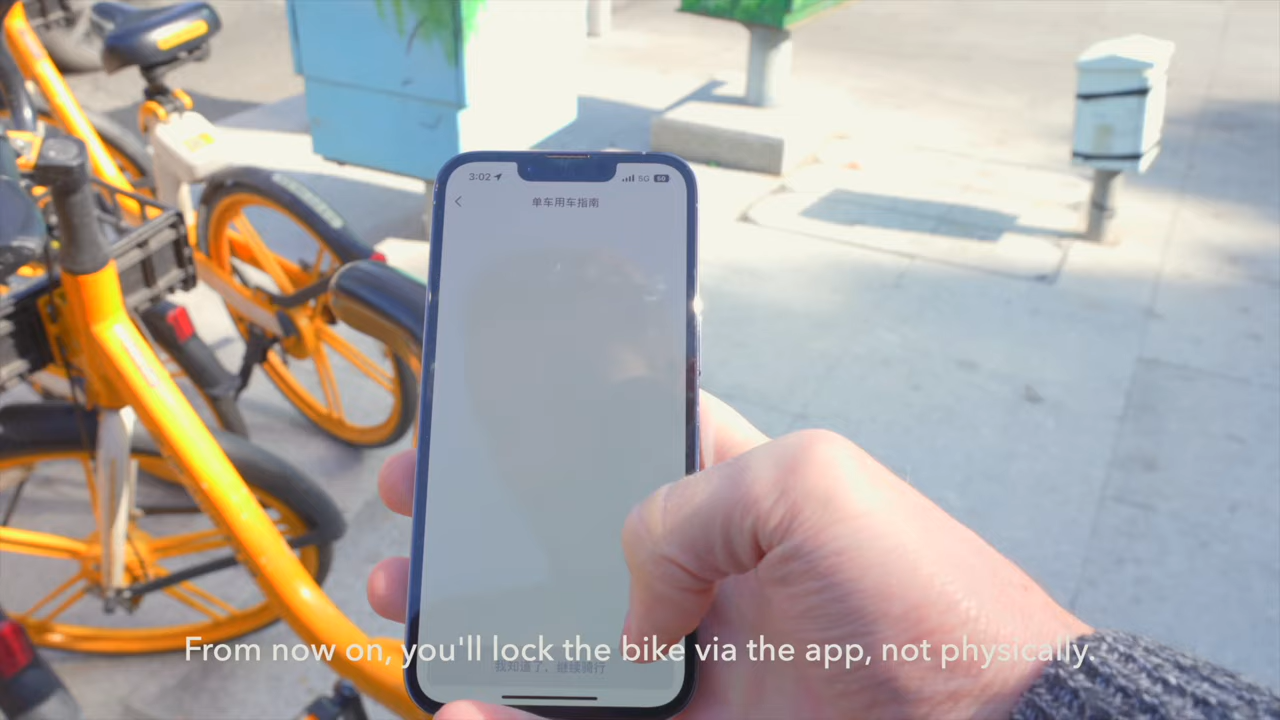 3:02
5G 50
单车用车指南
我知道了，继续骑行
From now on, you'll lock the bike via the app, not physically.